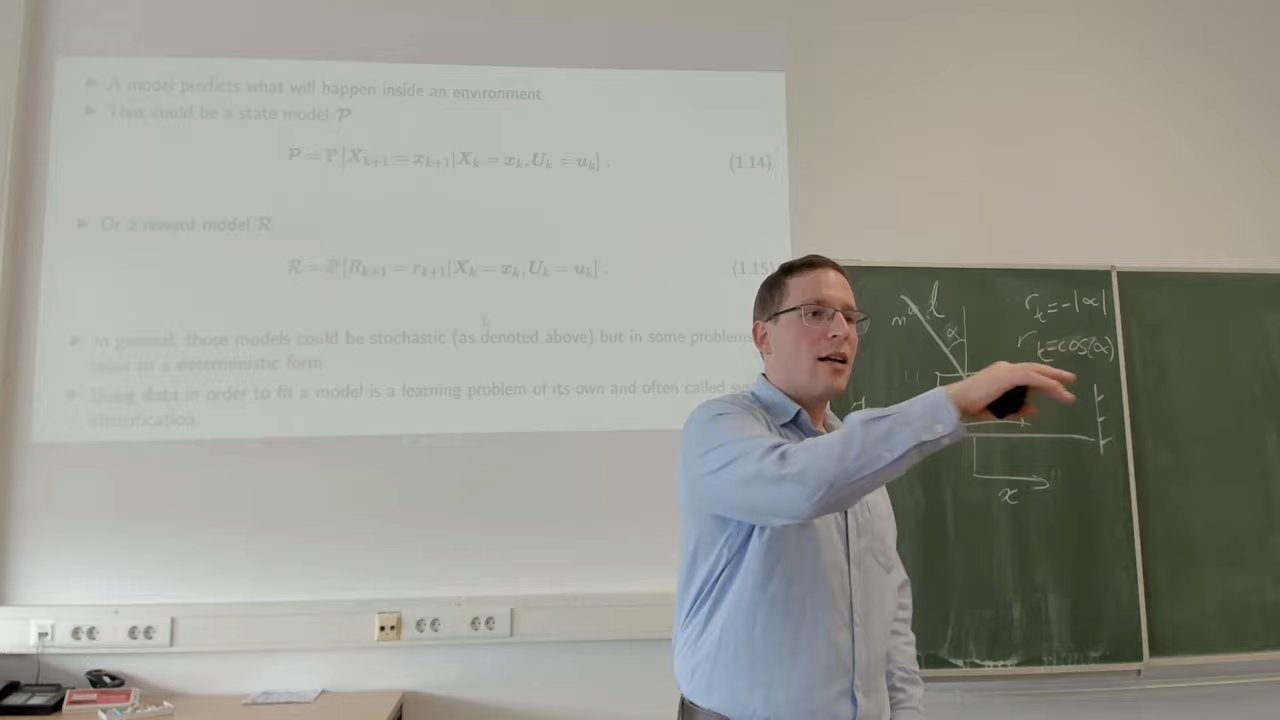 ▶ A model predicts what will happen inside an environment.
▶ This could be a state model 𝒫
𝒫 = ℙ [X_{k+1} = x_{k+1}|X_k = x_k, U_k = u_k] . (1.14)
▶ Or a reward model ℛ
ℛ = ℙ [R_{k+1} = r_{k+1}|X_k = x_k, U_k = u_k] . (1.15)
▶ In general, those models could be stochastic (as denoted above) but in some problems
to a deterministic form
▶ Using data in order to fit a model is a learning problem of its own and often called
identification.
m l
α
r_t=-|α|
r_t=cos(α)
x